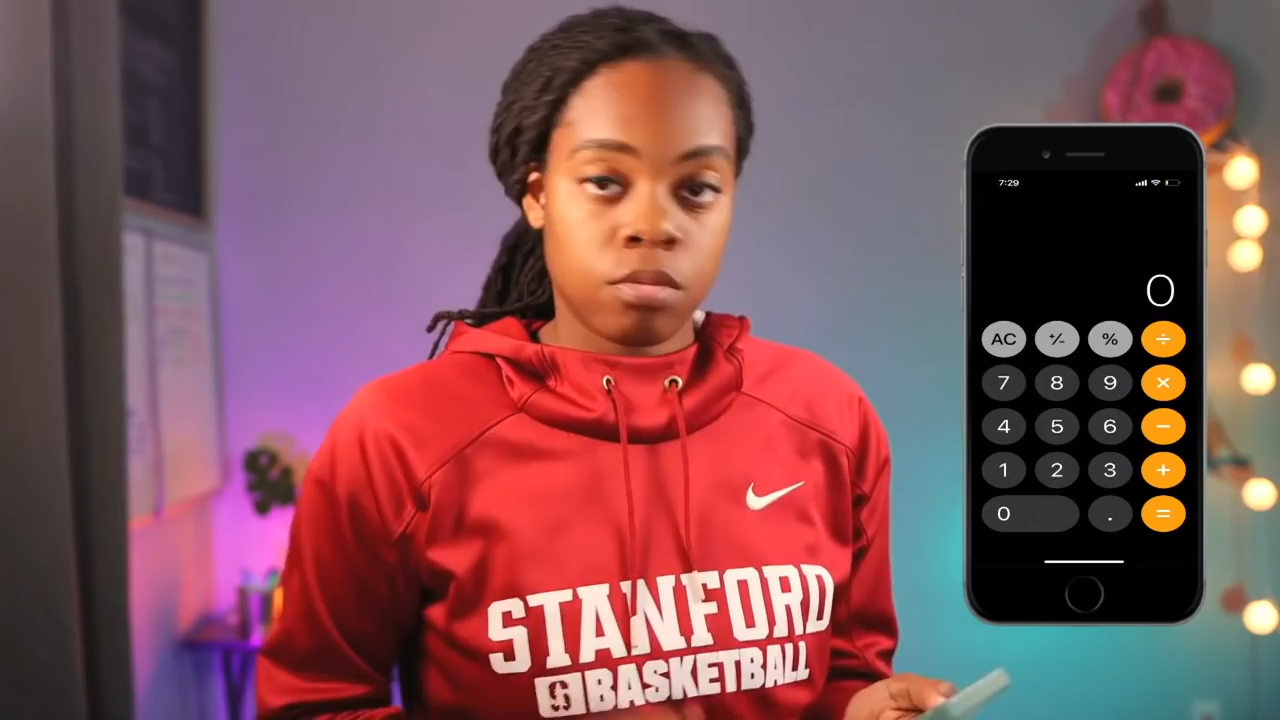 7:29
0
AC +/- % ÷
7 8 9 ×
4 5 6 −
1 2 3 +
0 . =
STANFORD
S BASKETBALL